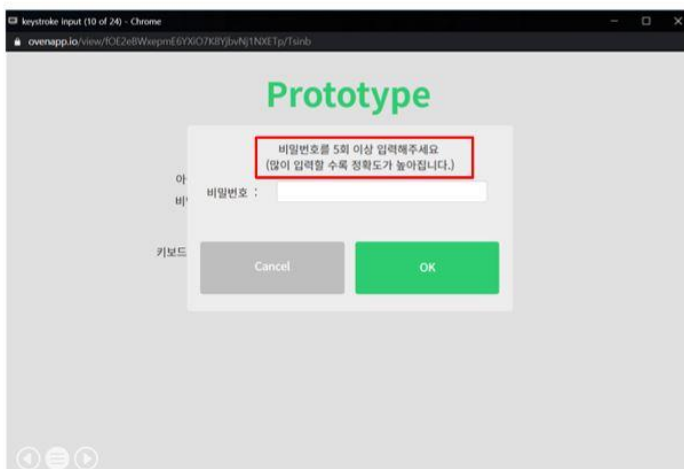 keystroke input (10 of 24) - Chrome
ovenapp.io/view/fOE2e8WxepmE6YXiO7K8YjbvNj1NXETp/Tsinb
Prototype
비밀번호를 5회 이상 입력해주세요
(많이 입력할 수록 정확도가 높아집니다.)
아
비밀번호 :
키보드
Cancel
OK